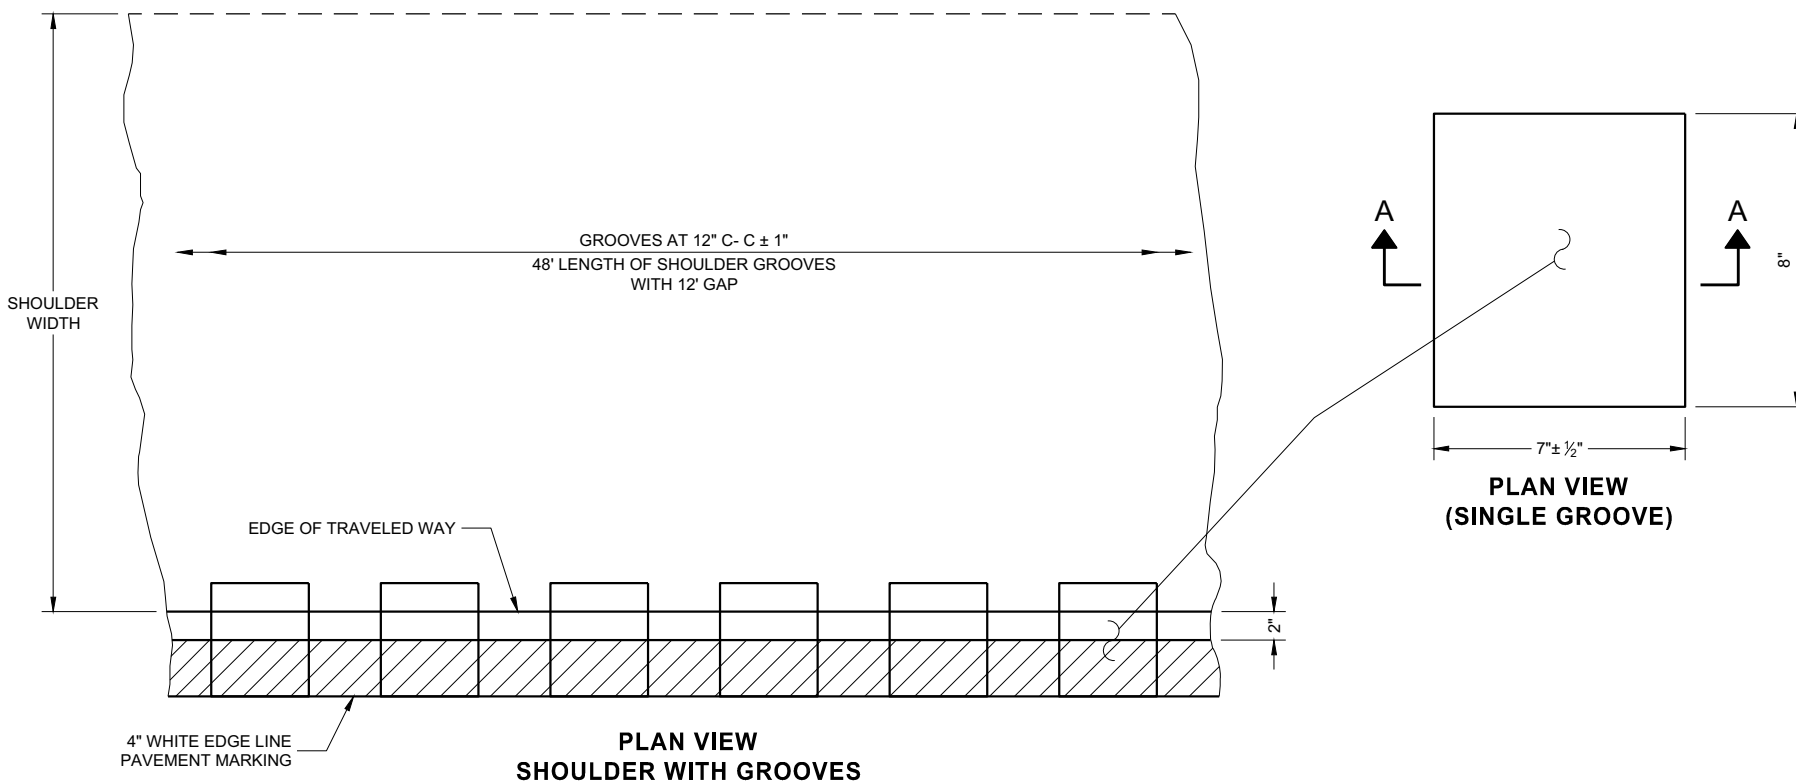 GROOVES AT 12" C- C ± 1"
48' LENGTH OF SHOULDER GROOVES
WITH 12' GAP
SHOULDER
WIDTH
EDGE OF TRAVELED WAY
2"
4" WHITE EDGE LINE
PAVEMENT MARKING
PLAN VIEW
SHOULDER WITH GROOVES
A
A
8"
7"± ½"
PLAN VIEW
(SINGLE GROOVE)